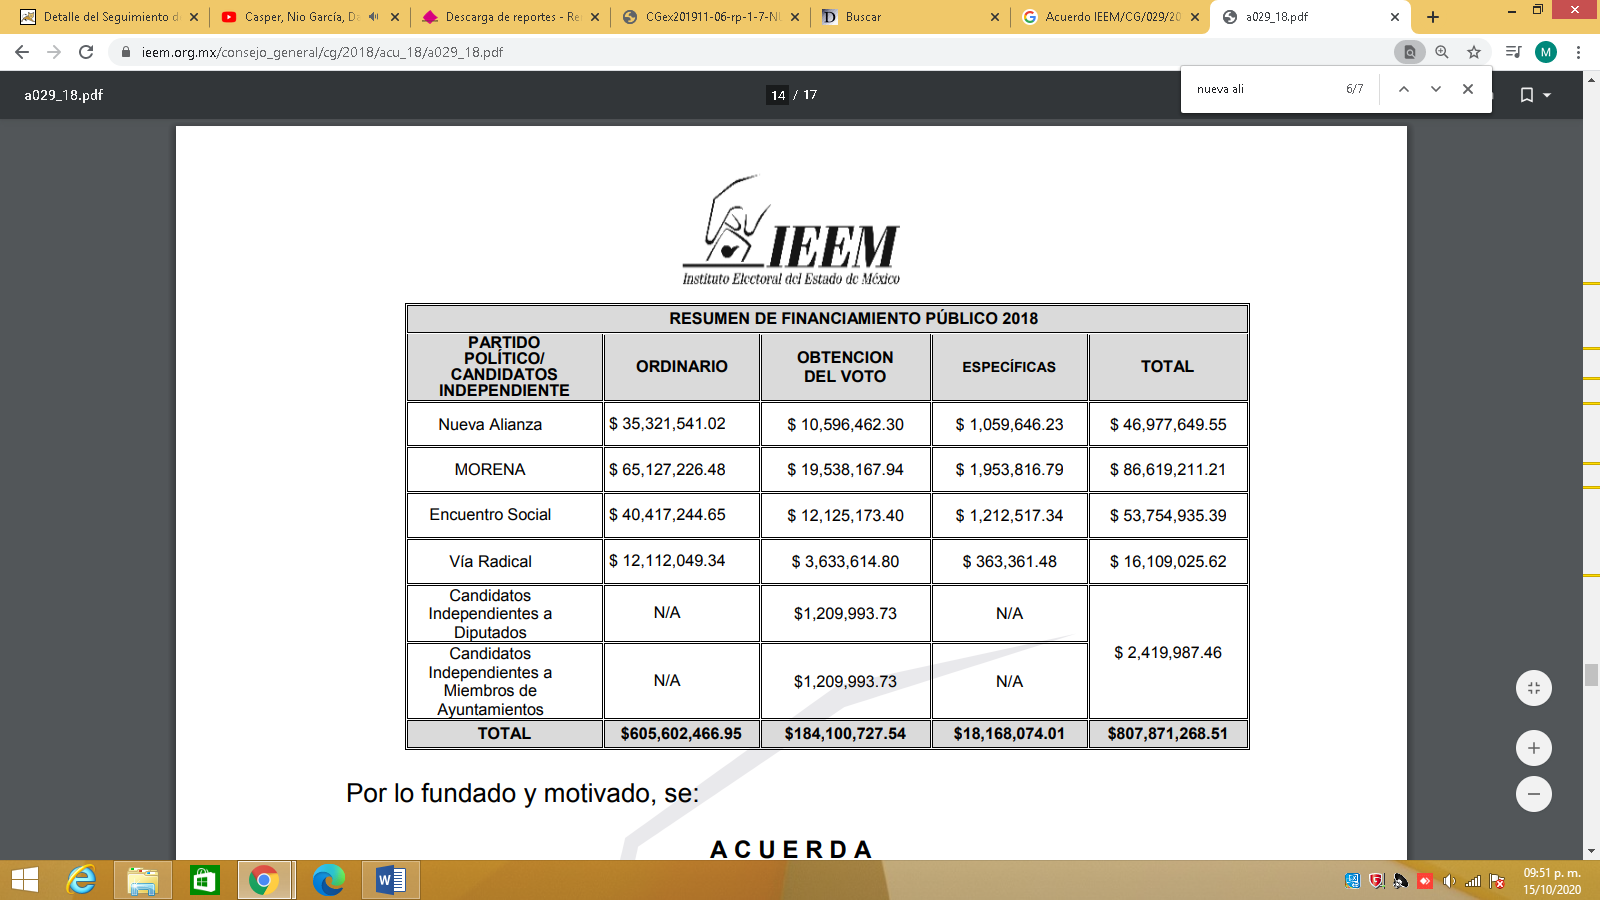 Detalle del Seguimiento d
Casper, Nio García, Da
Descarga de reportes - Re
CGex201911-06-rp-1-7-NU
Buscar
Acuerdo IEEM/CG/029/20
a029_18.pdf
ieem.org.mx/consejo_general/cg/2018/acu_18/a029_18.pdf
M
a029_18.pdf
14 / 17
nueva ali
6/7
IEEM
Instituto Electoral del Estado de México
RESUMEN DE FINANCIAMIENTO PÚBLICO 2018
PARTIDO
POLÍTICO/
CANDIDATOS
INDEPENDIENTE
ORDINARIO
OBTENCION
DEL VOTO
ESPECÍFICAS
TOTAL
Nueva Alianza $ 35,321,541.02 $ 10,596,462.30 $ 1,059,646.23 $ 46,977,649.55
MORENA $ 65,127,226.48 $ 19,538,167.94 $ 1,953,816.79 $ 86,619,211.21
Encuentro Social $ 40,417,244.65 $ 12,125,173.40 $ 1,212,517.34 $ 53,754,935.39
Vía Radical $ 12,112,049.34 $ 3,633,614.80 $ 363,361.48 $ 16,109,025.62
Candidatos
Independientes a
Diputados
N/A $1,209,993.73 N/A
Candidatos
Independientes a
Miembros de
Ayuntamientos
N/A $1,209,993.73 N/A
$ 2,419,987.46
TOTAL $605,602,466.95 $184,100,727.54 $18,168,074.01 $807,871,268.51
Por lo fundado y motivado, se:
A C U E R D A
09:51 p. m.
15/10/2020